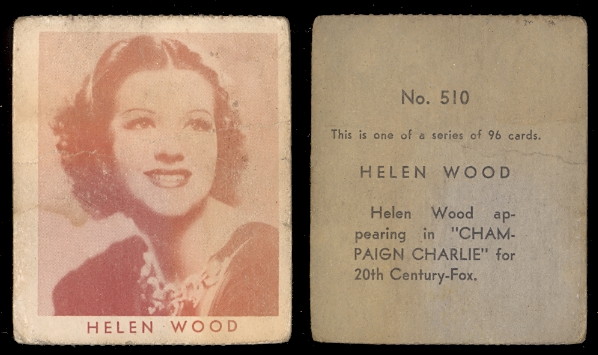 HELEN WOOD
No. 510
This is one of a series of 96 cards.
HELEN WOOD
Helen Wood ap-
pearing in "CHAM-
PAIGN CHARLIE" for
20th Century-Fox.